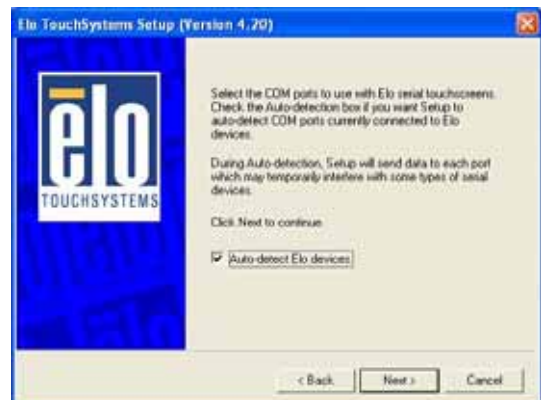 Elo TouchSystems Setup (Version 4.20)
ēlo
TOUCHSYSTEMS
Select the COM ports to use with Elo serial touchscreens.
Check the Auto-detection box if you want Setup to
auto-detect COM ports currently connected to Elo
devices.
During Auto-detection, Setup will send data to each port
which may temporarily interfere with some types of serial
devices.
Click Next to continue.
Auto-detect Elo devices
< Back
Next >
Cancel